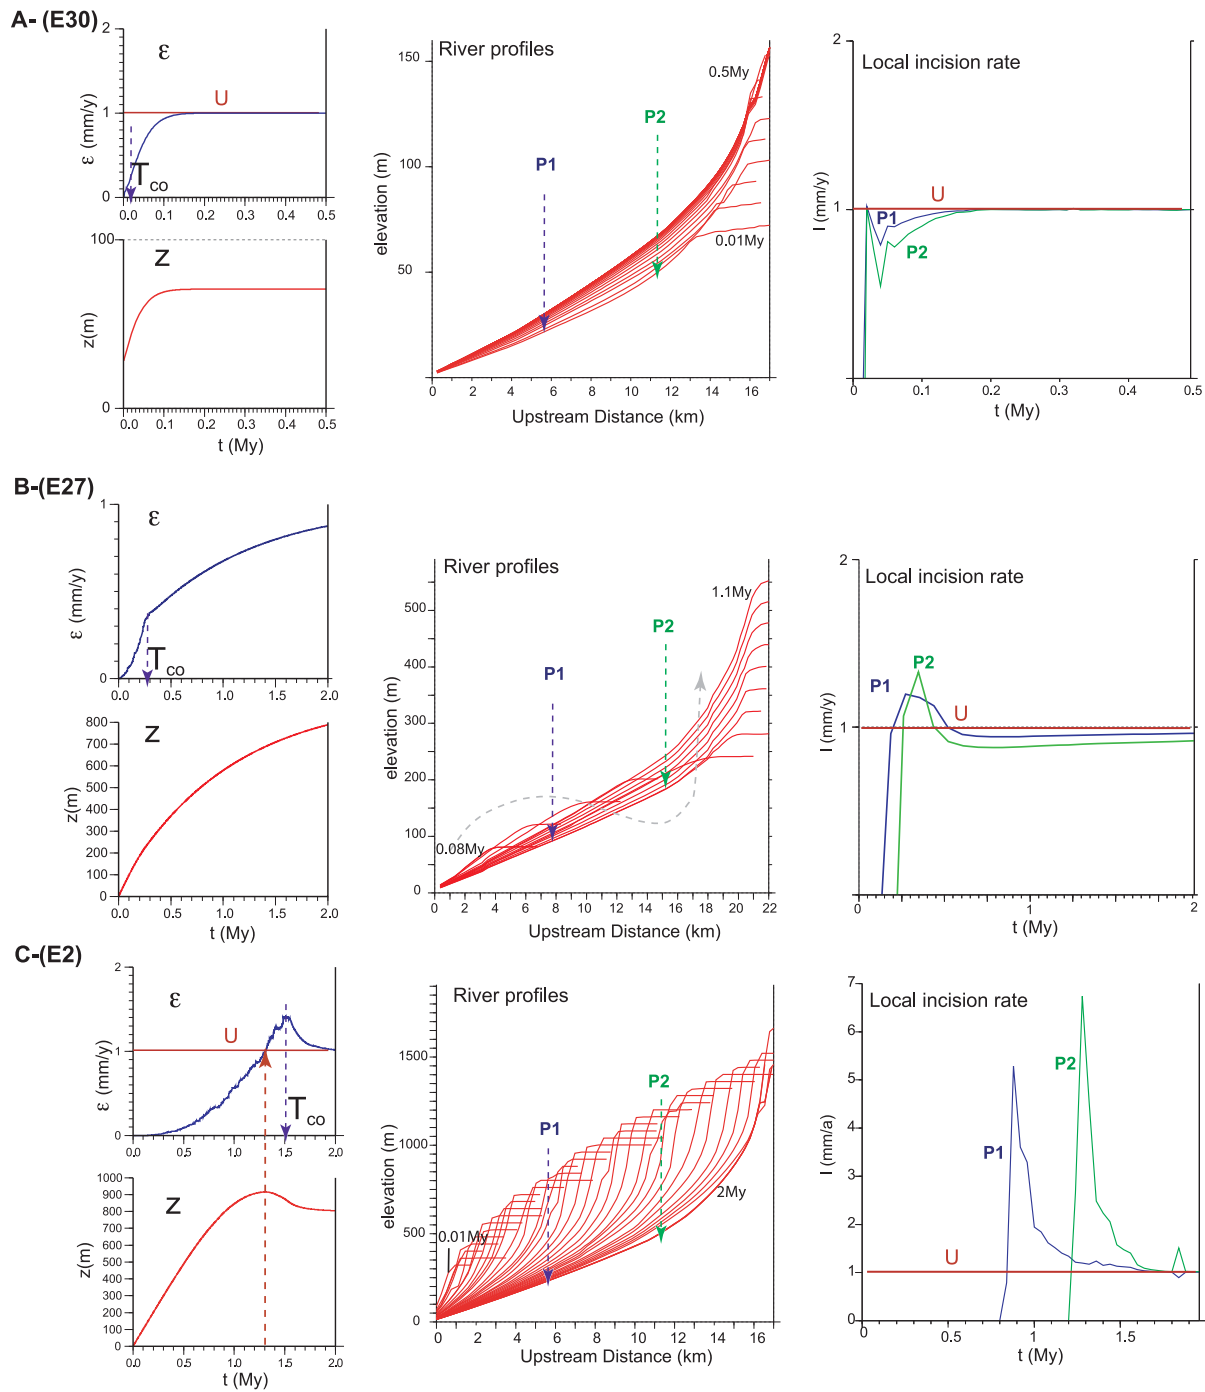 A- (E30)
2
ε
U
1
ε (mm/y)
T co
0
0.0 0.1 0.2 0.3 0.4 0.5
100
z
z(m)
0
0.0 0.1 0.2 0.3 0.4 0.5
t (My)
River profiles
150
0.5My
P2
P1
100
elevation (m)
0.01My
50
0 2 4 6 8 10 12 14 16
Upstream Distance (km)
2
Local incision rate
U
1
P1
P2
I (mm/y)
0 0.1 0.2 0.3 0.4 0.5
t (My)
B-(E27)
1
ε
ε (mm/y)
T co
0
0.0 0.5 1.0 1.5 2.0
800
z
700
600
500
400
z(m)
300
200
100
0
0.0 0.5 1.0 1.5 2.0
t (My)
River profiles
1.1My
500
P2
P1
400
elevation (m)
300
200
100
0.08My
0
0 2 4 6 8 10 12 14 16 18 20 22
Upstream Distance (km)
2
Local incision rate
P2
P1
U
1
I (mm/y)
0 1 2
t (My)
C-(E2)
2
ε
U
1
ε (mm/y)
T co
0
0.0 0.5 1.0 1.5 2.0
1000
900
z
800
700
600
500
400
z(m)
300
200
100
0
0.0 0.5 1.0 1.5 2.0
t (My)
River profiles
1500
P2
P1
1000
elevation (m)
2My
0.01My
500
0
0 2 4 6 8 10 12 14 16
Upstream Distance (km)
7
Local incision rate
6
P2
5
P1
4
I (mm/a)
3
2
U
1
0
0 0.5 1 1.5
t (My)